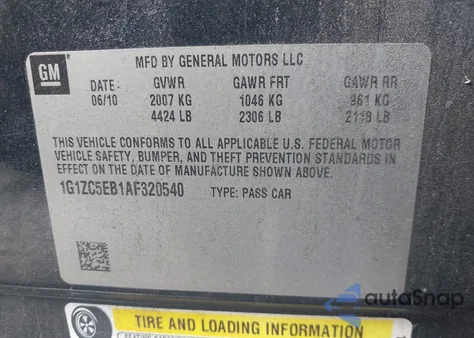 GM
MFD BY GENERAL MOTORS LLC
DATE GVWR GAWR FRT GAWR RR
06/10 2007 KG 1046 KG 961 KG
4424 LB 2306 LB 2118 LB
THIS VEHICLE CONFORMS TO ALL APPLICABLE U.S. FEDERAL MOTOR
VEHICLE SAFETY, BUMPER, AND THEFT PREVENTION STANDARDS IN
EFFECT ON THE DATE OF MANUFACTURE SHOWN ABOVE.
1G1ZC5EB1AF320540 TYPE: PASS CAR
autoSnap
TIRE AND LOADING INFORMATION